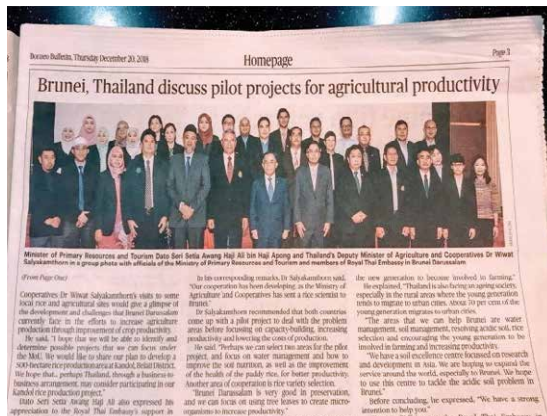 Borneo Bulletin, Thursday December 20, 2018
Homepage
Page 3
Brunei, Thailand discuss pilot projects for agricultural productivity
Minister of Primary Resources and Tourism Dato Seri Setia Awang Haji Ali bin Haji Apong and Thailand's Deputy Minister of Agriculture and Cooperatives Dr Wiwat
Salyakamthorn in a group photo with officials of the Ministry of Primary Resources and Tourism and members of Royal Thai Embassy in Brunei Darussalam
(From Page One)
Cooperatives Dr Wiwat Salyakamthorn's visits to some
local rice and agricultural sites would give a glimpse of
the development and challenges that Brunei Darussalam
currently face in the efforts to increase agriculture
production through improvement of crop productivity.
He said, "I hope that we will be able to identify and
determine possible projects that we can focus under
the MoU. We would like to share our plan to develop a
500-hectare rice production area at Kandol, Belait District.
We hope that... perhaps Thailand, through a business-to-
business arrangement, may consider participating in our
Kandol rice production project."
Dato Seri Setia Awang Haji Ali also expressed his
appreciation to the Royal Thai Embassy's support in
In his corresponding remarks, Dr Salyakamthorn said,
"Our cooperation has been developing, as the Ministry of
Agriculture and Cooperatives has sent a rice scientist to
Brunei."
Dr Salyakamthorn recommended that both countries
come up with a pilot project to deal with the problem
areas before focusing on capacity-building, increasing
productivity and lowering the costs of production.
He said, "Perhaps we can select two areas for the pilot
project, and focus on water management and how to
improve the soil nutrition, as well as the improvement
of the health of the paddy rice, for better productivity.
Another area of cooperation is rice variety selection.
"Brunei Darussalam is very good in preservation,
and we can focus on using tree leaves to create micro-
organisms to increase productivity."
the new generation to become involved in farming."
He explained, "Thailand is also facing an ageing society,
especially in the rural areas where the young generation
tends to migrate to urban cities. About 70 per cent of the
young generation migrates to urban cities.
"The areas that we can help Brunei are water
management, soil management, resolving acidic soil, rice
selection and encouraging the young generation to be
involved in farming and increasing productivity.
"We have a soil excellence centre focussed on research
and development in Asia. We are hoping to expand the
service around the world, especially to Brunei. We hope
to use this centre to tackle the acidic soil problem in
Brunei."
Before concluding, he expressed, "We have a strong
attention to help you."